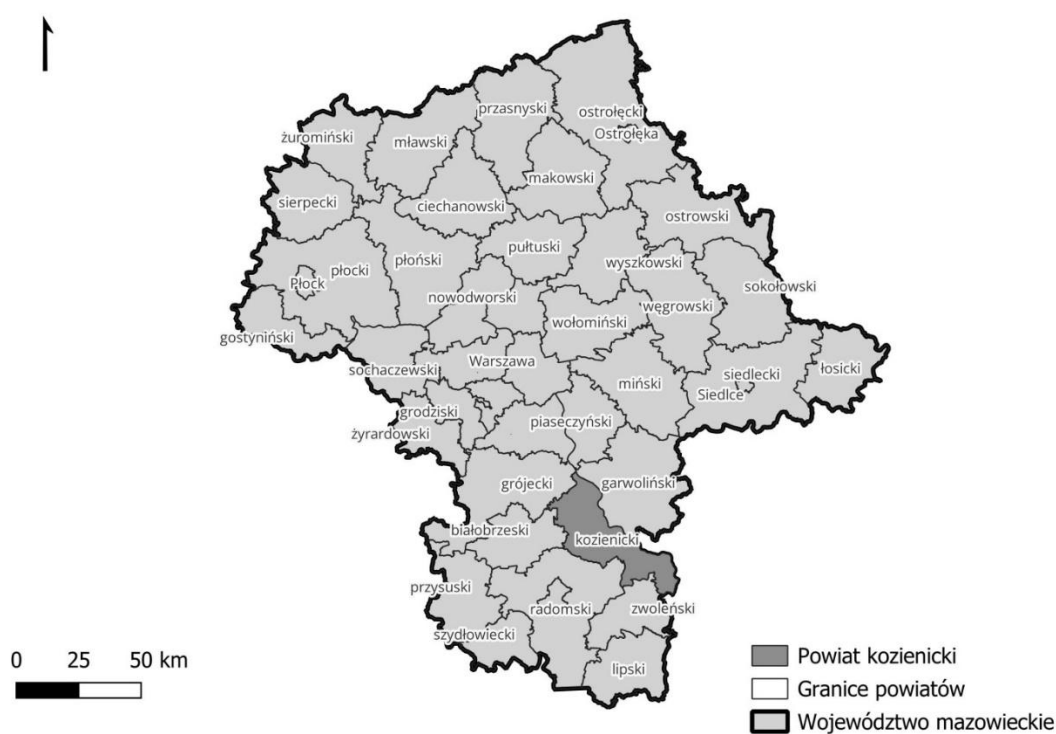 ostrołęcki
przasnyski
Ostrołęka
żuromiński
mławski
makowski
sierpecki
ciechanowski
ostrowski
pułtuski
płoński
wyszkowski
płocki
Płock
sokołowski
nowodworski
węgrowski
wołomiński
gostyniński
Warszawa
sochaczewski
siedlecki
łosicki
miński
Siedlce
grodziski
piaseczyński
żyrardowski
grójecki
garwoliński
białobrzeski
kozienicki
przysuski
radomski
zwoleński
szydłowiecki
lipski
0 25 50 km
Powiat kozienicki
Granice powiatów
Województwo mazowieckie